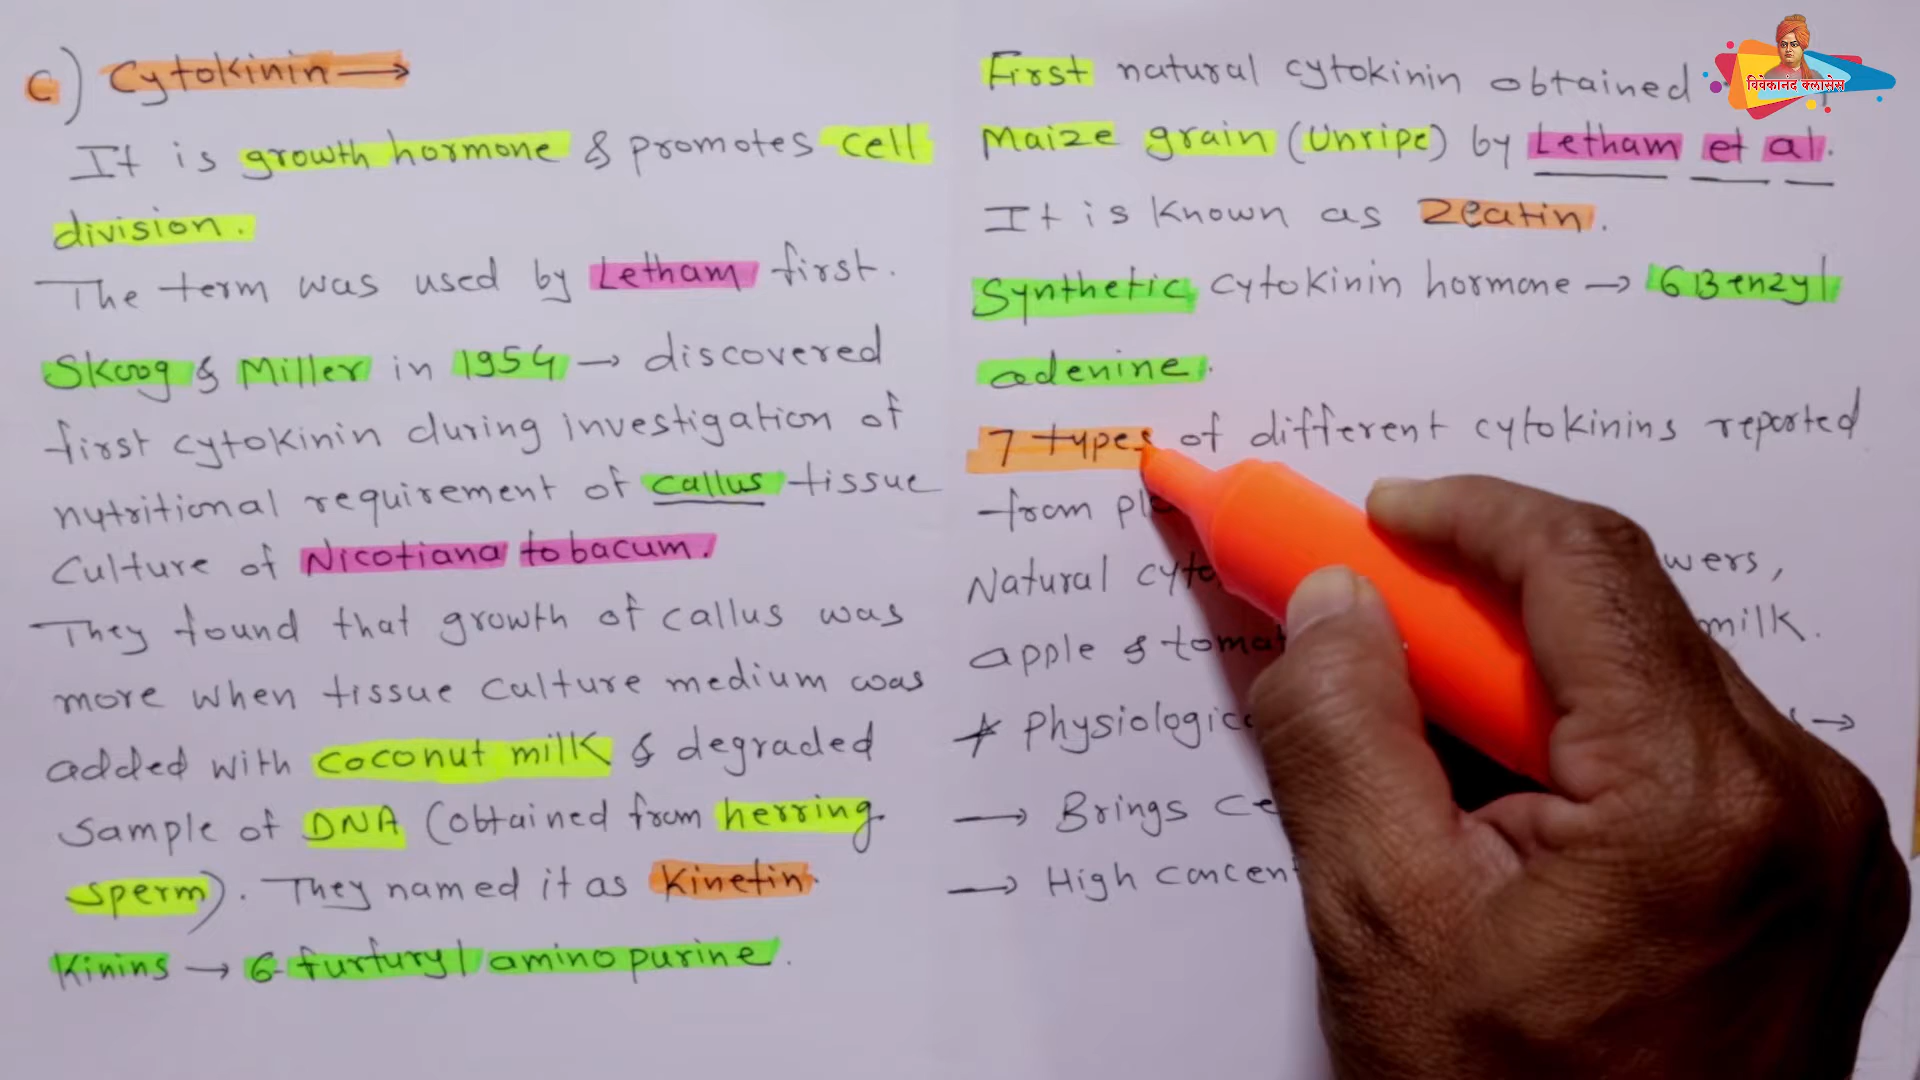 c) Cytokinin →
It is growth hormone & promotes cell
division.
The term was used by Letham first.
Skoog & Miller in 1954 → discovered
first cytokinin during investigation of
nutritional requirement of callus tissue
Culture of Nicotiana tobacum.
They found that growth of callus was
more when tissue culture medium was
added with coconut milk & degraded
sample of DNA (obtained from herring
sperm). They named it as Kinetin.
Kinins → 6-furfuryl amino purine.
First natural cytokinin obtained
Maize grain (Unripe) by Letham et al.
It is known as Zeatin.
Synthetic cytokinin hormone → 6 Benzyl
adenine.
7 types of different cytokinins reported
from
Natural
apple & milk.
* →
→ Brings
→ High
विवेकानंद क्लासेस